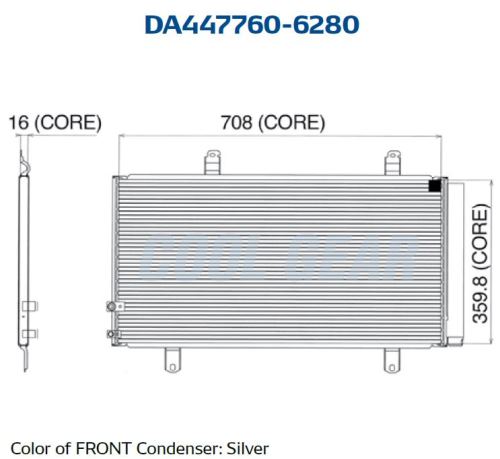 DA447760-6280
16 (CORE)
708 (CORE)
359.8 (CORE)
COOL GEAR
Color of FRONT Condenser: Silver